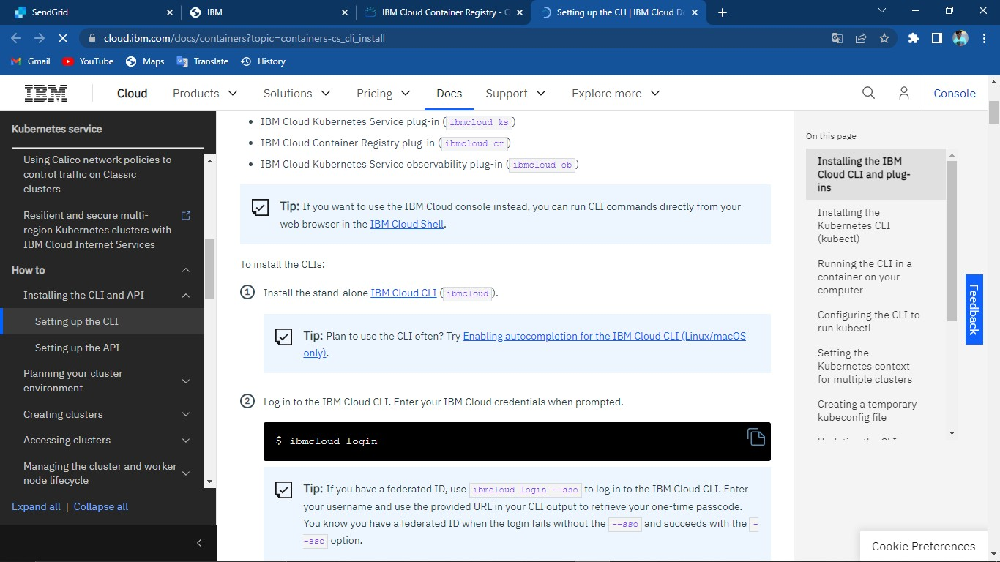 SendGrid
IBM
IBM Cloud Container Registry -
Setting up the CLI | IBM Cloud D
cloud.ibm.com/docs/containers?topic=containers-cs_cli_install
Gmail
YouTube
Maps
Translate
History
IBM
Cloud
Products
Solutions
Pricing
Docs
Support
Explore more
Console
Kubernetes service
Using Calico network policies to
control traffic on Classic
clusters
Resilient and secure multi-
region Kubernetes clusters with
IBM Cloud Internet Services
How to
Installing the CLI and API
Setting up the CLI
Setting up the API
Planning your cluster
environment
Creating clusters
Accessing clusters
Managing the cluster and worker
node lifecycle
Expand all | Collapse all
• IBM Cloud Kubernetes Service plug-in (ibmcloud ks)
• IBM Cloud Container Registry plug-in (ibmcloud cr)
• IBM Cloud Kubernetes Service observability plug-in (ibmcloud ob)
Tip: If you want to use the IBM Cloud console instead, you can run CLI commands directly from your
web browser in the IBM Cloud Shell.
To install the CLIs:
1 Install the stand-alone IBM Cloud CLI (ibmcloud).
Tip: Plan to use the CLI often? Try Enabling autocompletion for the IBM Cloud CLI (Linux/macOS
only).
2 Log in to the IBM Cloud CLI. Enter your IBM Cloud credentials when prompted.
$ ibmcloud login
Tip: If you have a federated ID, use ibmcloud login --sso to log in to the IBM Cloud CLI. Enter
your username and use the provided URL in your CLI output to retrieve your one-time passcode.
You know you have a federated ID when the login fails without the --sso and succeeds with the -
-sso option.
On this page
Installing the IBM
Cloud CLI and plug-
ins
Installing the
Kubernetes CLI
(kubectl)
Running the CLI in a
container on your
computer
Configuring the CLI to
run kubectl
Setting the
Kubernetes context
for multiple clusters
Creating a temporary
kubeconfig file
Feedback
Cookie Preferences